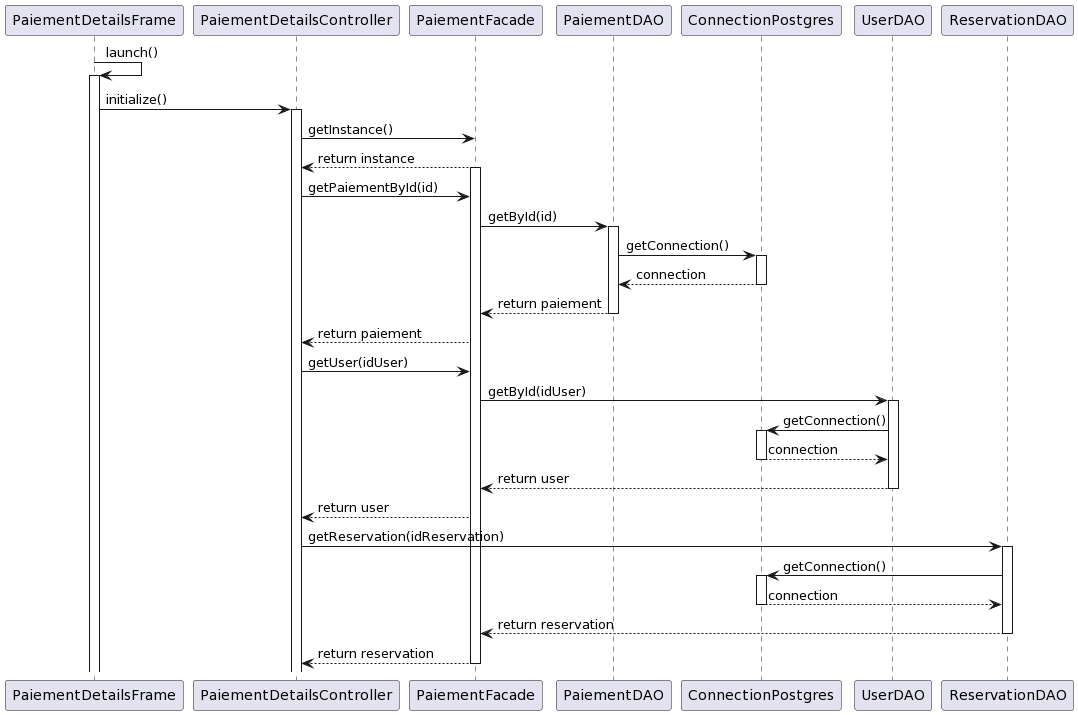 PaiementDetailsFrame PaiementDetailsController PaiementFacade PaiementDAO ConnectionPostgres UserDAO ReservationDAO
launch()
initialize()
getInstance()
return instance
getPaiementById(id)
getById(id)
getConnection()
connection
return paiement
return paiement
getUser(idUser)
getById(idUser)
getConnection()
connection
return user
return user
getReservation(idReservation)
getConnection()
connection
return reservation
return reservation
PaiementDetailsFrame PaiementDetailsController PaiementFacade PaiementDAO ConnectionPostgres UserDAO ReservationDAO